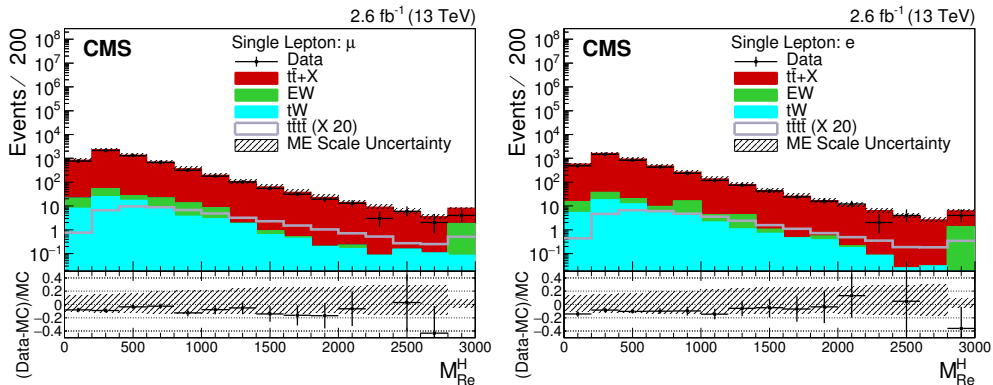 2.6 fb⁻¹ (13 TeV)
CMS
Single Lepton: μ
Data
tt̄+X
EW
tW
tt̄tt̄ (X 20)
ME Scale Uncertainty
Events/ 200
10⁸
10⁷
10⁶
10⁵
10⁴
10³
10²
10
1
10⁻¹
(Data-MC)/MC
0.4
0.2
0
−0.2
−0.4
0 500 1000 1500 2000 2500 3000
M^H_Re
2.6 fb⁻¹ (13 TeV)
CMS
Single Lepton: e
Data
tt̄+X
EW
tW
tt̄tt̄ (X 20)
ME Scale Uncertainty
Events/ 200
10⁸
10⁷
10⁶
10⁵
10⁴
10³
10²
10
1
10⁻¹
(Data-MC)/MC
0.4
0.2
0
−0.2
−0.4
0 500 1000 1500 2000 2500 3000
M^H_Re